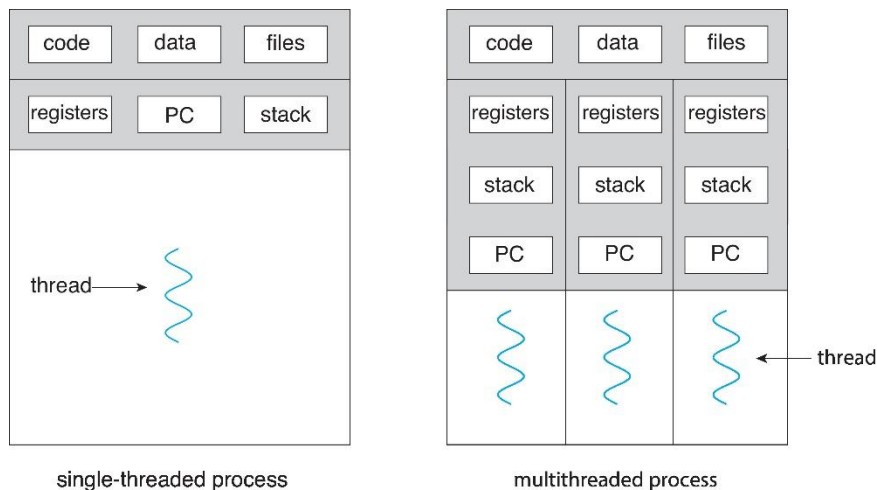 code data files
registers PC stack
thread
single-threaded process
code data files
registers registers registers
stack stack stack
PC PC PC
thread
multithreaded process